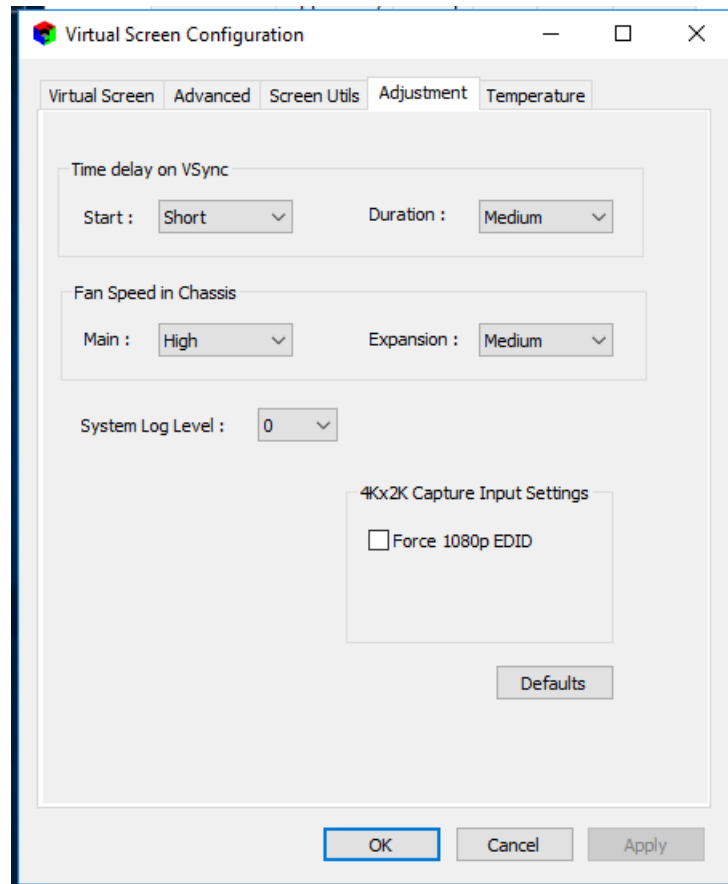 Virtual Screen Configuration
Virtual Screen Advanced Screen Utils Adjustment Temperature
Time delay on VSync
Start : Short Duration : Medium
Fan Speed in Chassis
Main : High Expansion : Medium
System Log Level : 0
4Kx2K Capture Input Settings
Force 1080p EDID
Defaults
OK Cancel Apply